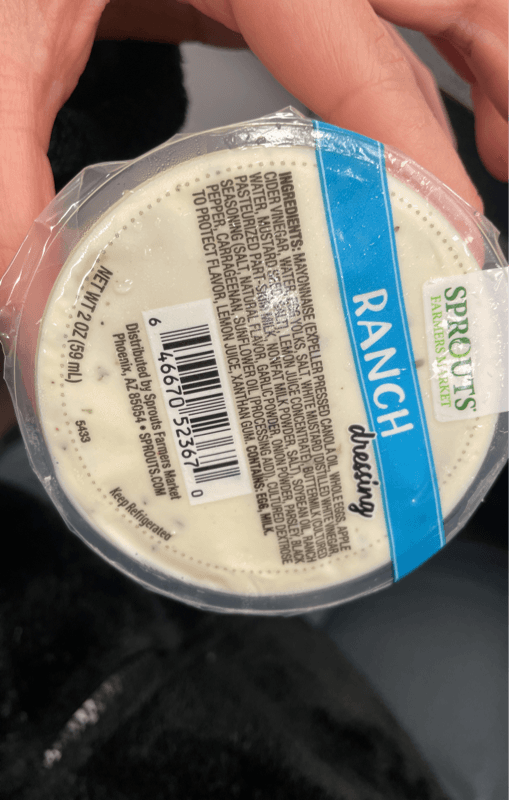 SPROUTS
FARMERS MARKET
RANCH
dressing
INGREDIENTS: MAYONNAISE (EXPELLER PRESSED CANOLA OIL, WHOLE EGGS, APPLE
CIDER VINEGAR, WATER, YOLKS, SALT, WHITE MUSTARD (DISTILLED WHITE VINEGAR,
WATER, MUSTARD LEMON JUICE CONCENTRATE), BUTTERMILK (CULTURED
PASTEURIZED PART-SKIM MILK, NONFAT MILK POWDER, SALT), SOYBEAN OIL, RANCH
SEASONING (SALT, NATURAL FLAVOR, GARLIC POWDER, ONION POWDER, PARSLEY, BLACK
PEPPER, CARRAGEENAN, SUNFLOWER OIL (PROCESSING AID)), CULTURED DEXTROSE
TO PROTECT FLAVOR, LEMON JUICE, XANTHAN GUM. CONTAINS: EGG, MILK.
6 46670 52367 0
Distributed by Sprouts Farmers Market
Phoenix, AZ 85054 • SPROUTS.COM
NET WT 2 OZ (59 mL)
5433
Keep Refrigerated